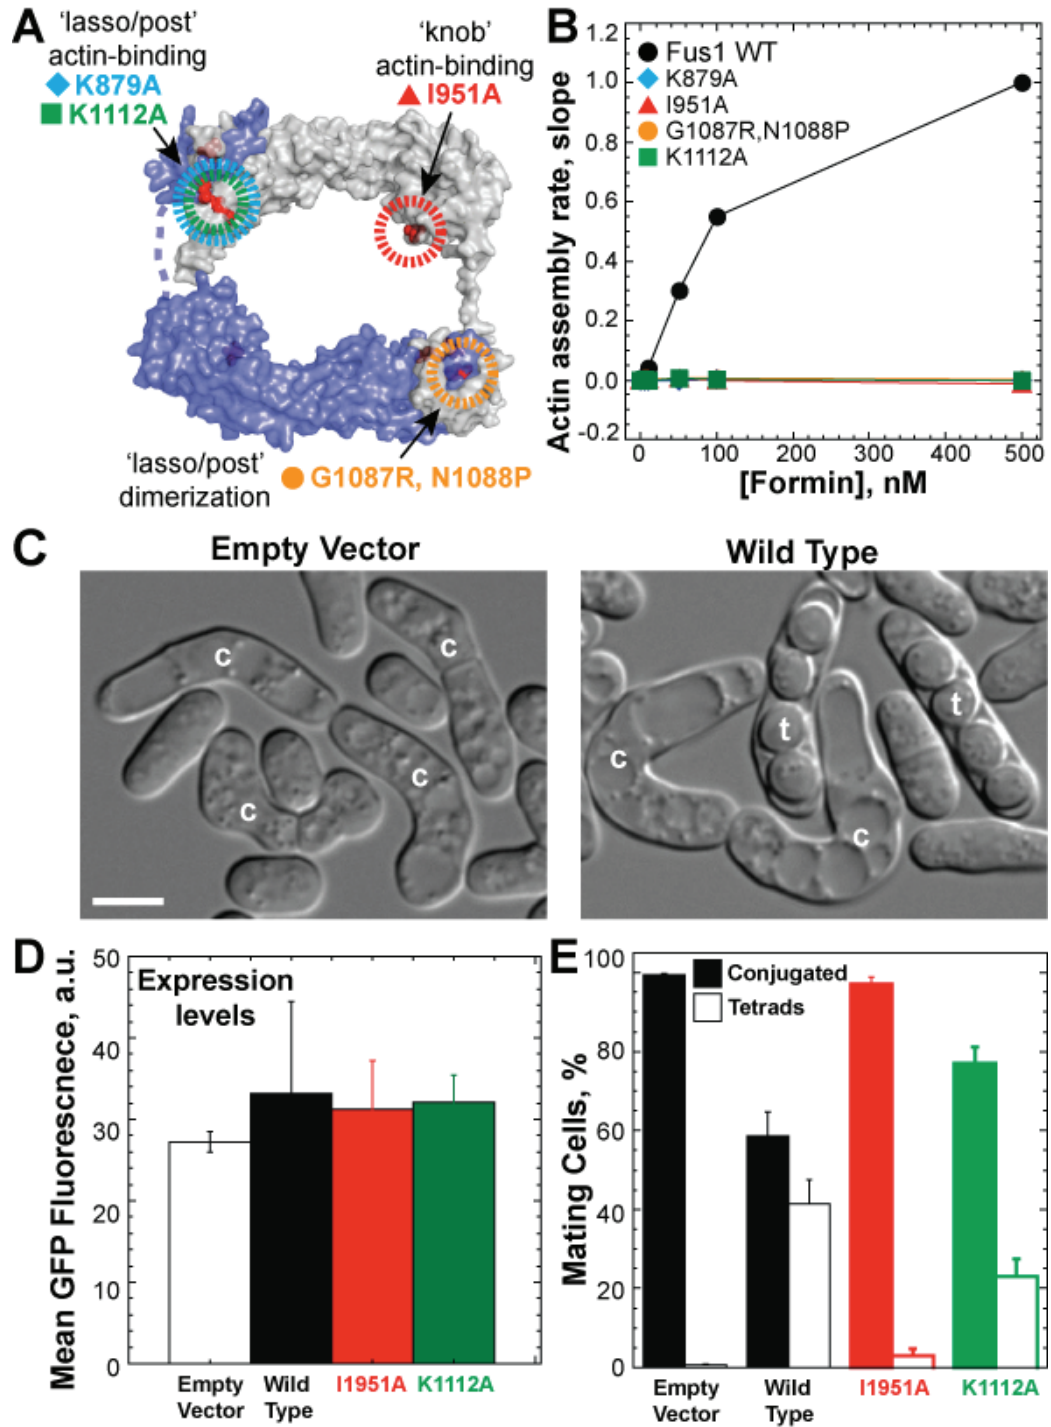 A
'lasso/post'
actin-binding
K879A
K1112A
'knob'
actin-binding
I951A
'lasso/post'
dimerization
G1087R, N1088P
B
Actin assembly rate, slope
1.2
1.0
0.8
0.6
0.4
0.2
0.0
-0.2
Fus1 WT
K879A
I951A
G1087R,N1088P
K1112A
0 100 200 300 400 500
[Formin], nM
C
Empty Vector
Wild Type
c
c
c
c
c
t
t
c
D
Mean GFP Fluorescnece, a.u.
50
40
30
20
10
0
Expression
levels
Empty
Vector
Wild
Type
I1951A
K1112A
E
Mating Cells, %
100
80
60
40
20
0
Conjugated
Tetrads
Empty
Vector
Wild
Type
I1951A
K1112A